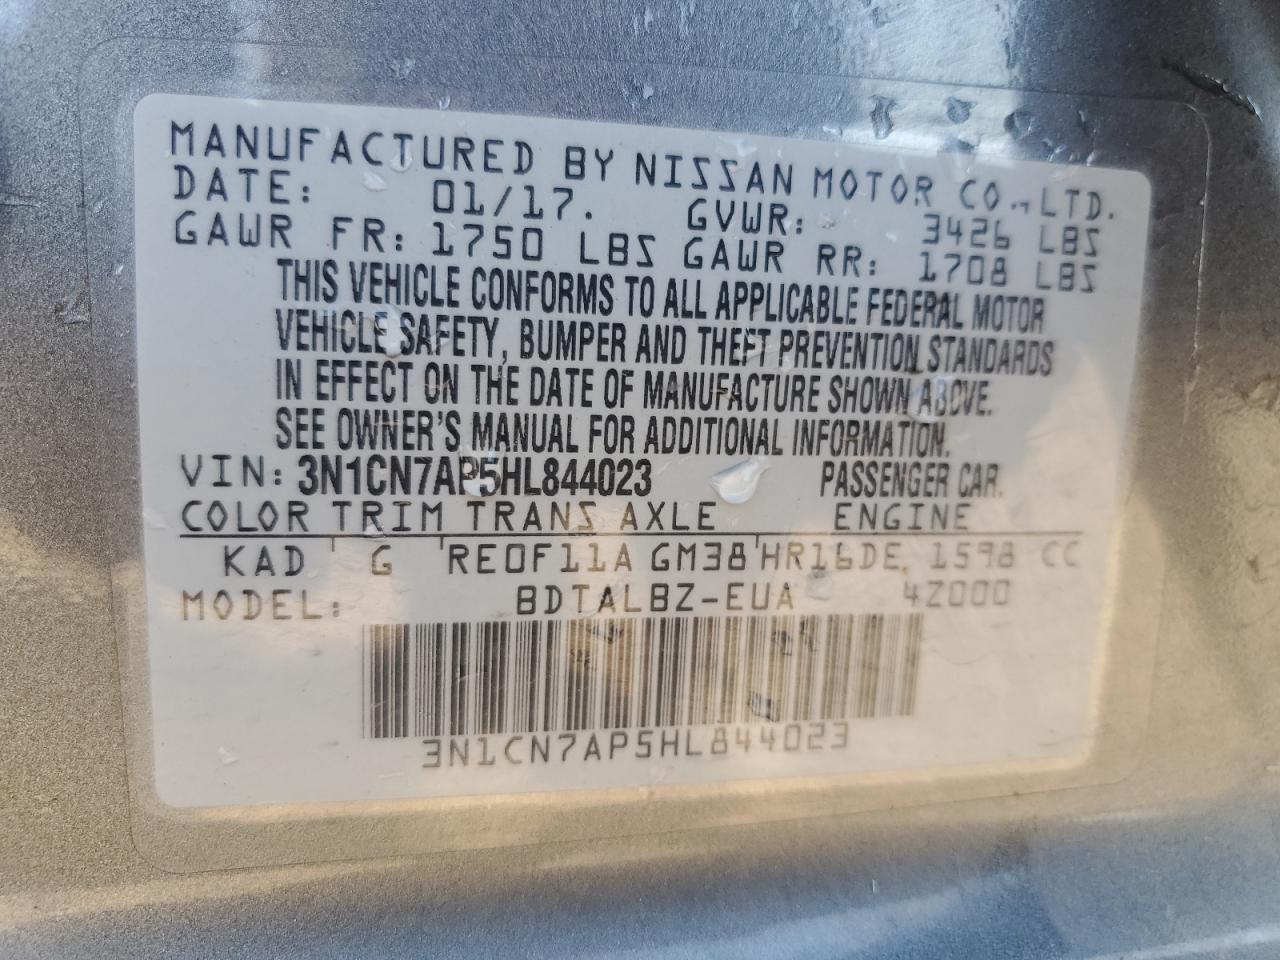 MANUFACTURED BY NISSAN MOTOR CO., LTD.
DATE: 01/17. GVWR: 3426 LBS
GAWR FR: 1750 LBS GAWR RR: 1708 LBS
THIS VEHICLE CONFORMS TO ALL APPLICABLE FEDERAL MOTOR
VEHICLE SAFETY, BUMPER AND THEFT PREVENTION STANDARDS
IN EFFECT ON THE DATE OF MANUFACTURE SHOWN ABOVE.
SEE OWNER'S MANUAL FOR ADDITIONAL INFORMATION.
VIN: 3N1CN7AP5HL844023 PASSENGER CAR.
COLOR TRIM TRANS AXLE ENGINE
KAD G RE0F11A GM38 HR16DE 1598 CC
MODEL: BDTALBZ-EUA 4Z000
3N1CN7AP5HL844023